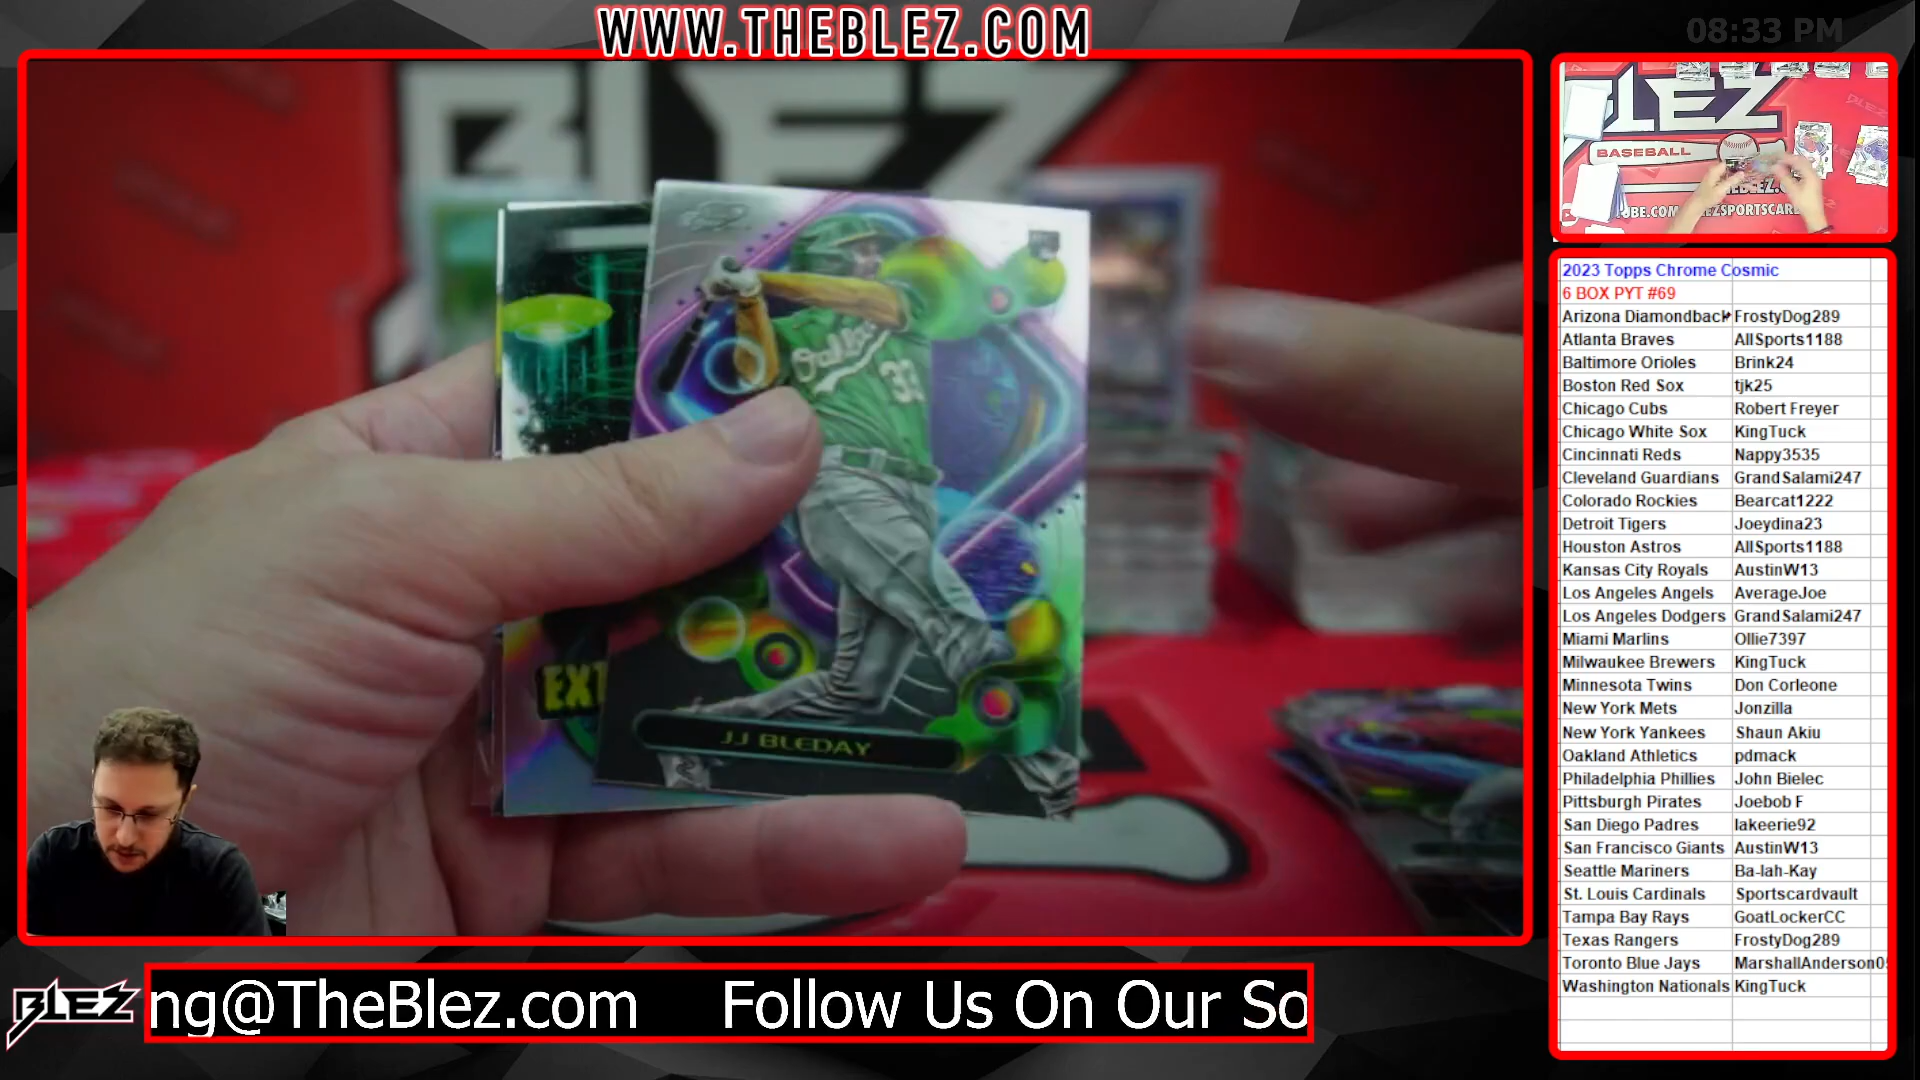 WWW.THEBLEZ.COM
08:33 PM
BLEZ
LEZ
BASEBALL
Oakland
33
EXT
JJ BLEDAY
2023 Topps Chrome Cosmic
6 BOX PYT #69
Arizona Diamondback FrostyDog289
Atlanta Braves AllSports1188
Baltimore Orioles Brink24
Boston Red Sox tjk25
Chicago Cubs Robert Freyer
Chicago White Sox KingTuck
Cincinnati Reds Nappy3535
Cleveland Guardians GrandSalami247
Colorado Rockies Bearcat1222
Detroit Tigers Joeydina23
Houston Astros AllSports1188
Kansas City Royals AustinW13
Los Angeles Angels AverageJoe
Los Angeles Dodgers GrandSalami247
Miami Marlins Ollie7397
Milwaukee Brewers KingTuck
Minnesota Twins Don Corleone
New York Mets Jonzilla
New York Yankees Shaun Akiu
Oakland Athletics pdmack
Philadelphia Phillies John Bielec
Pittsburgh Pirates Joebob F
San Diego Padres lakeerie92
San Francisco Giants AustinW13
Seattle Mariners Ba-lah-Kay
St. Louis Cardinals Sportscardvault
Tampa Bay Rays GoatLockerCC
Texas Rangers FrostyDog289
Toronto Blue Jays MarshallAnderson0
Washington Nationals KingTuck
BLEZ
ng@TheBlez.com Follow Us On Our So